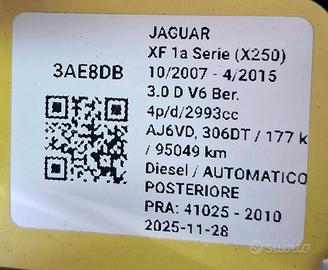 JAGUAR
XF 1a Serie (X250)
3AE8DB
10/2007 - 4/2015
3.0 D V6 Ber.
4p/d/2993cc
AJ6VD, 306DT / 177 k
/ 95049 km
Diesel / AUTOMATICO
POSTERIORE
PRA: 41025 - 2010
2025-11-28
subito